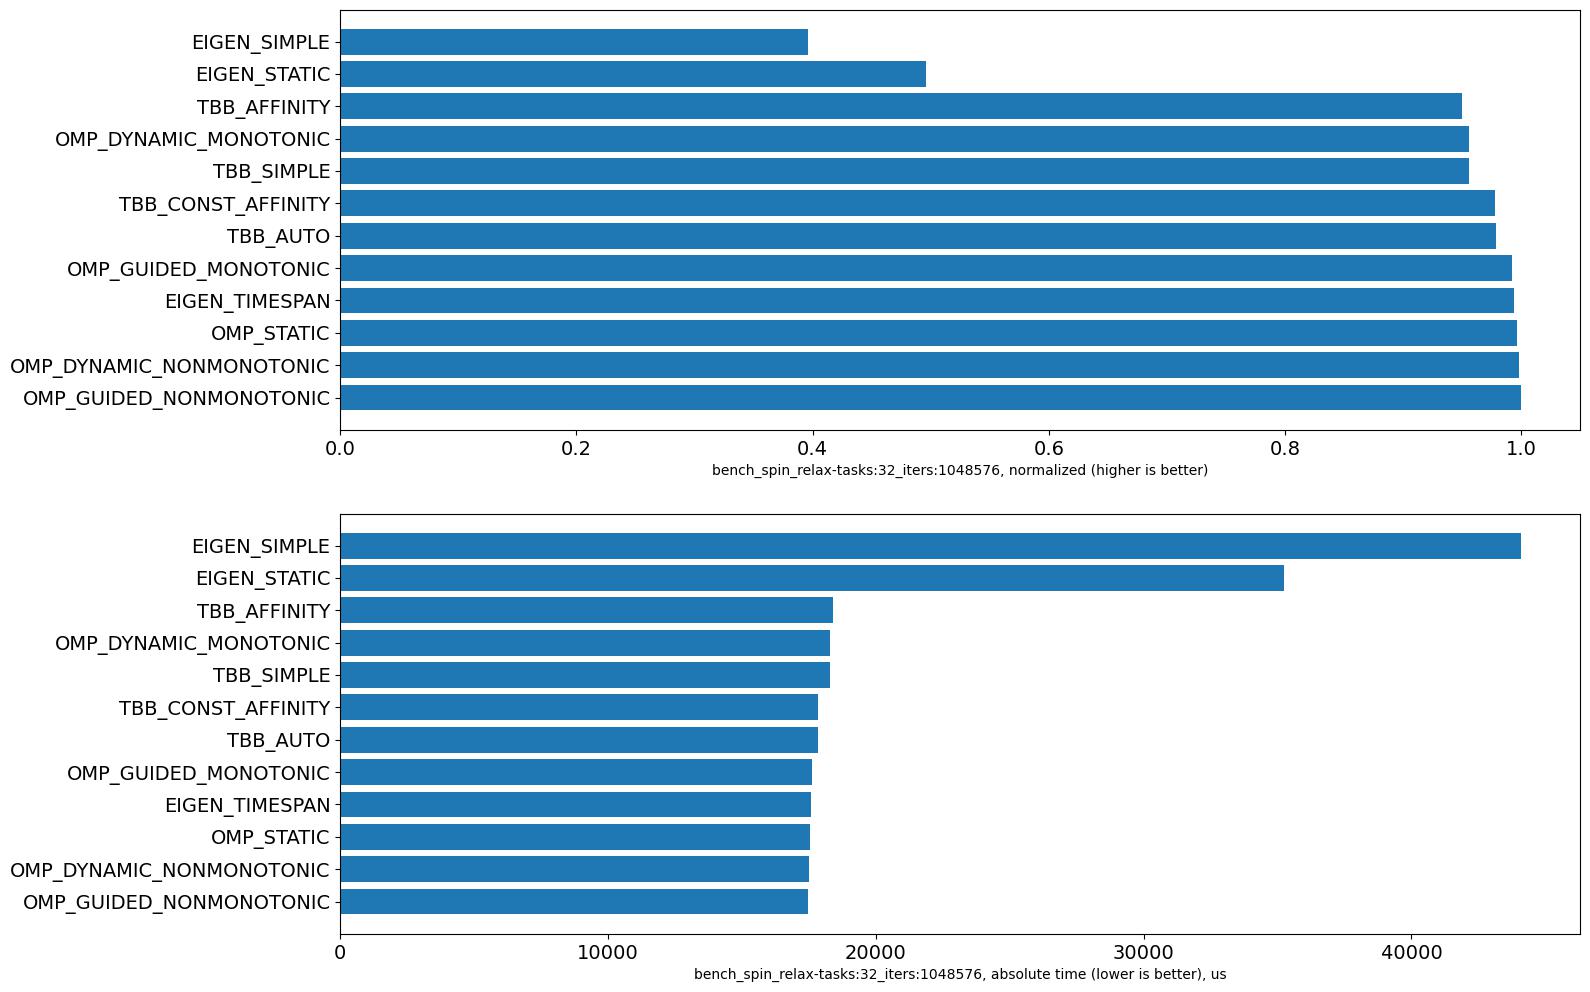 EIGEN_SIMPLE
EIGEN_STATIC
TBB_AFFINITY
OMP_DYNAMIC_MONOTONIC
TBB_SIMPLE
TBB_CONST_AFFINITY
TBB_AUTO
OMP_GUIDED_MONOTONIC
EIGEN_TIMESPAN
OMP_STATIC
OMP_DYNAMIC_NONMONOTONIC
OMP_GUIDED_NONMONOTONIC
0.0 0.2 0.4 0.6 0.8 1.0
bench_spin_relax-tasks:32_iters:1048576, normalized (higher is better)
EIGEN_SIMPLE
EIGEN_STATIC
TBB_AFFINITY
OMP_DYNAMIC_MONOTONIC
TBB_SIMPLE
TBB_CONST_AFFINITY
TBB_AUTO
OMP_GUIDED_MONOTONIC
EIGEN_TIMESPAN
OMP_STATIC
OMP_DYNAMIC_NONMONOTONIC
OMP_GUIDED_NONMONOTONIC
0 10000 20000 30000 40000
bench_spin_relax-tasks:32_iters:1048576, absolute time (lower is better), us